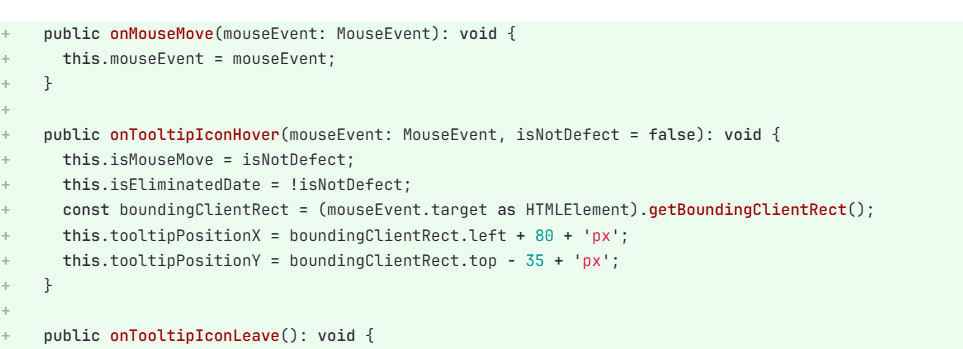 +    public onMouseMove(mouseEvent: MouseEvent): void {
+      this.mouseEvent = mouseEvent;
+    }
+
+    public onTooltipIconHover(mouseEvent: MouseEvent, isNotDefect = false): void {
+      this.isMouseMove = isNotDefect;
+      this.isEliminatedDate = !isNotDefect;
+      const boundingClientRect = (mouseEvent.target as HTMLElement).getBoundingClientRect();
+      this.tooltipPositionX = boundingClientRect.left + 80 + 'px';
+      this.tooltipPositionY = boundingClientRect.top - 35 + 'px';
+    }
+
+    public onTooltipIconLeave(): void {